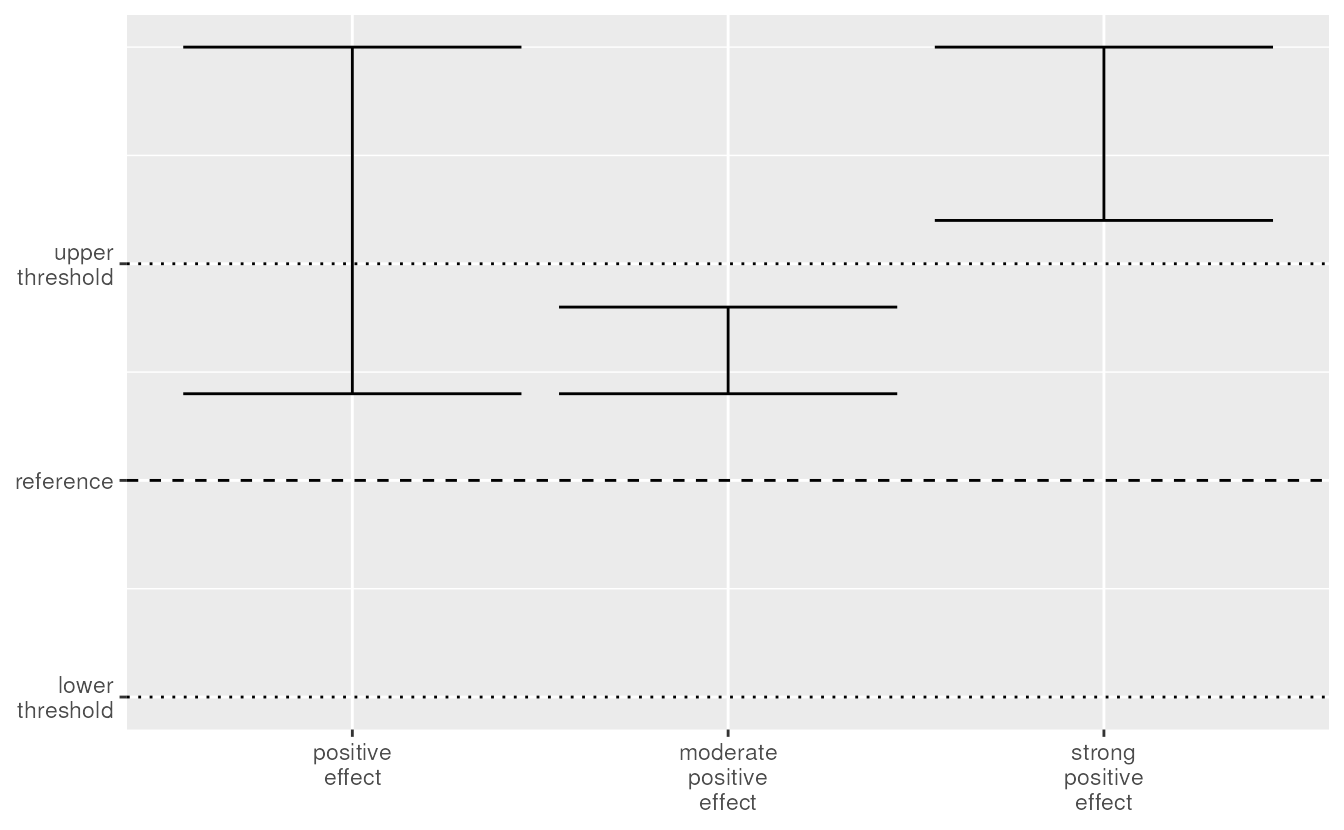 upper
threshold
reference
lower
threshold
positive
effect
moderate
positive
effect
strong
positive
effect